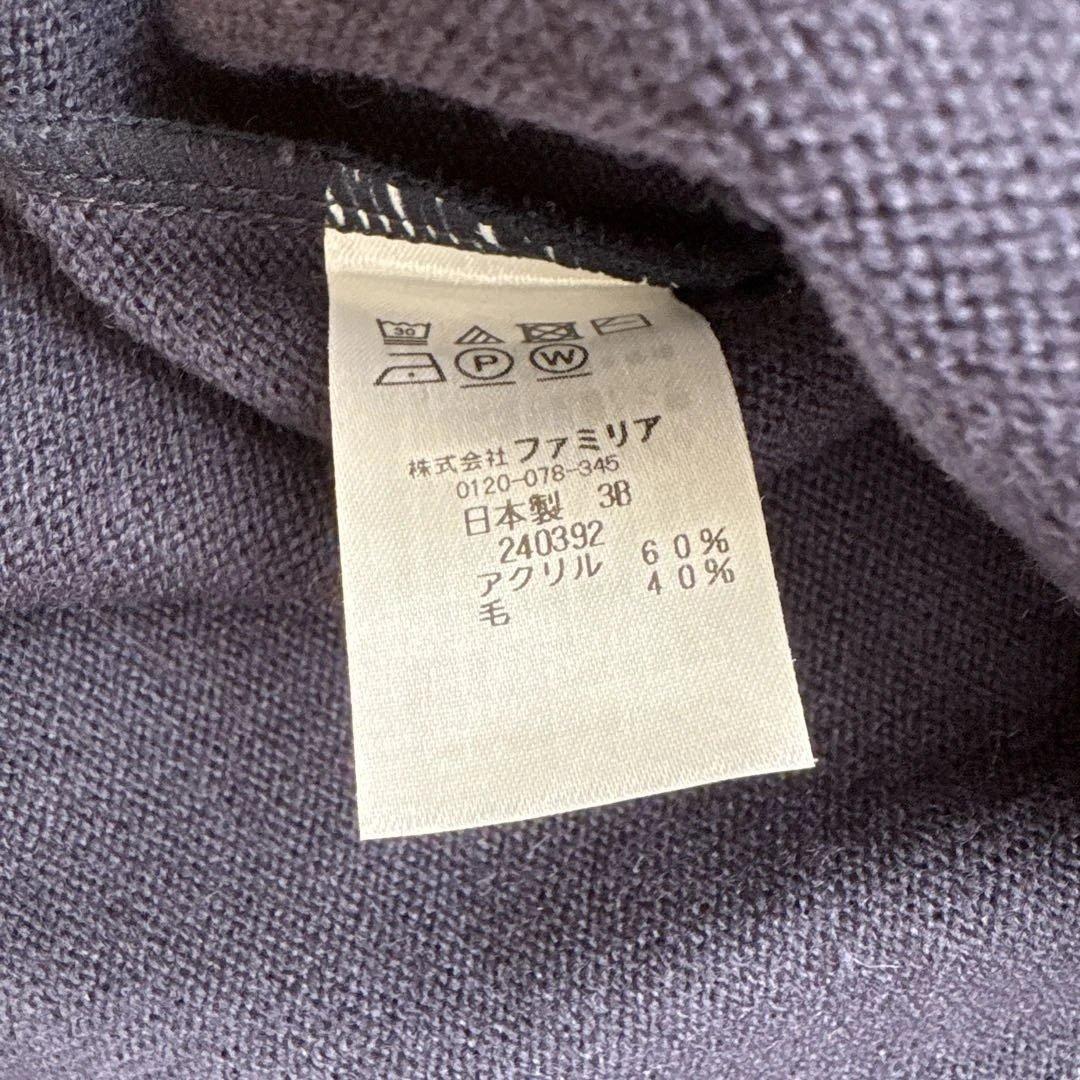 30
P W
株式会社 ファミリア
0120-078-345
日本製 3B
240392
アクリル 60%
毛 40%